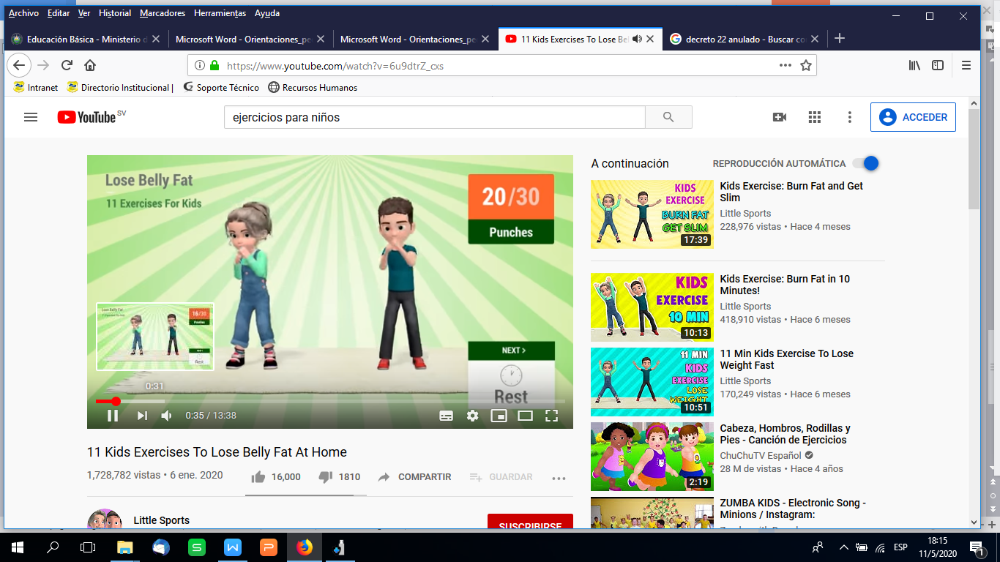 Archivo Editar Ver Historial Marcadores Herramientas Ayuda
Educación Básica - Ministerio d
Microsoft Word - Orientaciones_pe
Microsoft Word - Orientaciones_pe
11 Kids Exercises To Lose Be
decreto 22 anulado - Buscar co
https://www.youtube.com/watch?v=6u9dtrZ_cxs
Intranet Directorio Institucional | Soporte Técnico Recursos Humanos
YouTube SV
ejercicios para niños
ACCEDER
Lose Belly Fat
11 Exercises For Kids
20/30
Punches
NEXT >
Rest
Lose Belly Fat
16/30
Punches
Rest
0:31
0:35 / 13:38
11 Kids Exercises To Lose Belly Fat At Home
1,728,782 vistas • 6 ene. 2020
16,000 1810 COMPARTIR GUARDAR
Little Sports
SUSCRIBIRSE
A continuación
REPRODUCCIÓN AUTOMÁTICA
KIDS
EXERCISE
BURN FAT
GET SLIM
17:39
Kids Exercise: Burn Fat and Get
Slim
Little Sports
228,976 vistas • Hace 4 meses
KIDS
EXERCISE
10 MIN
10:13
Kids Exercise: Burn Fat in 10
Minutes!
Little Sports
418,910 vistas • Hace 6 meses
11 MIN
KIDS
EXERCISE
LOSE
WEIGHT
10:51
11 Min Kids Exercise To Lose
Weight Fast
Little Sports
170,249 vistas • Hace 6 meses
2:19
Cabeza, Hombros, Rodillas y
Pies - Canción de Ejercicios
ChuChuTV Español
28 M de vistas • Hace 4 años
ZUMBA KIDS - Electronic Song -
Minions / Instagram:
ESP
18:15
11/5/2020
1